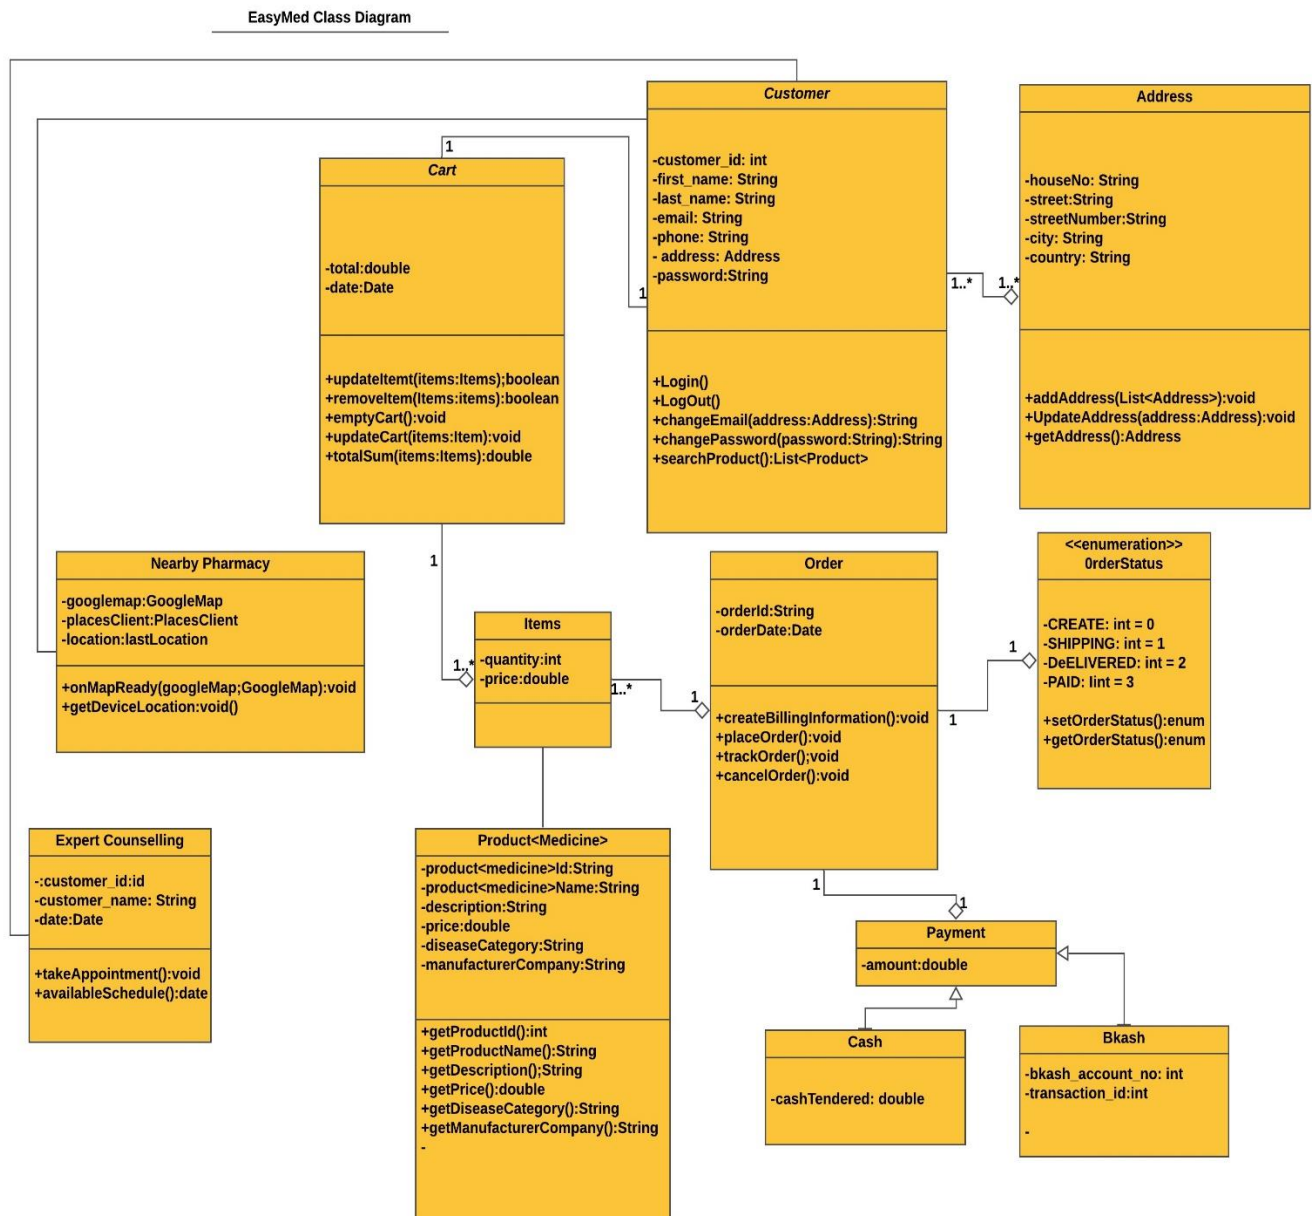 EasyMed Class Diagram
Customer
-customer_id: int
-first_name: String
-last_name: String
-email: String
-phone: String
- address: Address
-password:String
+Login()
+LogOut()
+changeEmail(address:Address):String
+changePassword(password:String):String
+searchProduct():List<Product>
Address
-houseNo: String
-street:String
-streetNumber:String
-city: String
-country: String
+addAddress(List<Address>):void
+UpdateAddress(address:Address):void
+getAddress():Address
1..*
1..*
1
1
Cart
-total:double
-date:Date
+updateItemt(items:Items);boolean
+removeItem(Items:items):boolean
+emptyCart():void
+updateCart(items:Item):void
+totalSum(items:Items):double
1
1..*
Nearby Pharmacy
-googlemap:GoogleMap
-placesClient:PlacesClient
-location:lastLocation
+onMapReady(googleMap;GoogleMap):void
+getDeviceLocation:void()
Items
-quantity:int
-price:double
1..*
1
Order
-orderId:String
-orderDate:Date
+createBillingInformation():void
+placeOrder():void
+trackOrder();void
+cancelOrder():void
1
1
<<enumeration>>
0rderStatus
-CREATE: int = 0
-SHIPPING: int = 1
-DeELIVERED: int = 2
-PAID: Iint = 3
+setOrderStatus():enum
+getOrderStatus():enum
Expert Counselling
-:customer_id:id
-customer_name: String
-date:Date
+takeAppointment():void
+availableSchedule():date
Product<Medicine>
-product<medicine>Id:String
-product<medicine>Name:String
-description:String
-price:double
-diseaseCategory:String
-manufacturerCompany:String
+getProductId():int
+getProductName():String
+getDescription();String
+getPrice():double
+getDiseaseCategory():String
+getManufacturerCompany():String
-
1
1
Payment
-amount:double
Cash
-cashTendered: double
Bkash
-bkash_account_no: int
-transaction_id:int
-